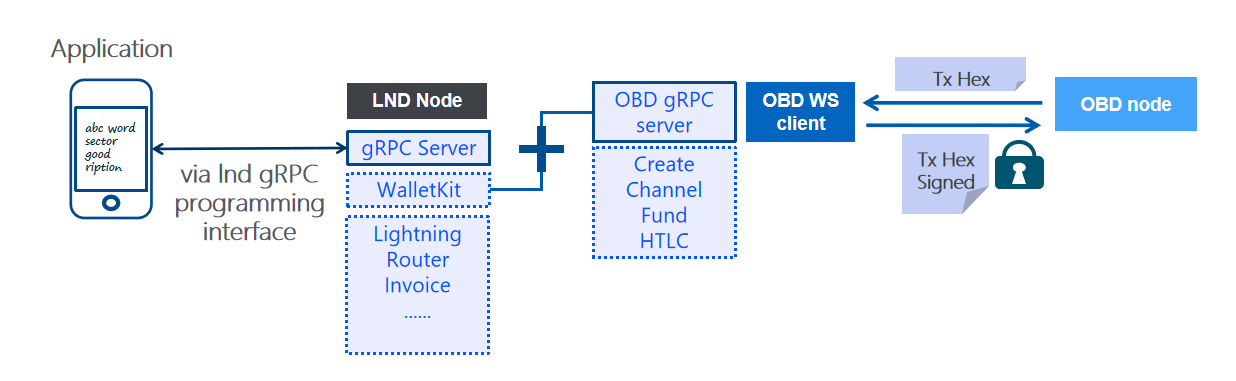 Application
abc word
sector
good
ription
via lnd gRPC
programming
interface
LND Node
gRPC Server
WalletKit
Lightning
Router
Invoice
......
OBD gRPC
server
Create
Channel
Fund
HTLC
OBD WS
client
Tx Hex
Tx Hex
Signed
OBD node